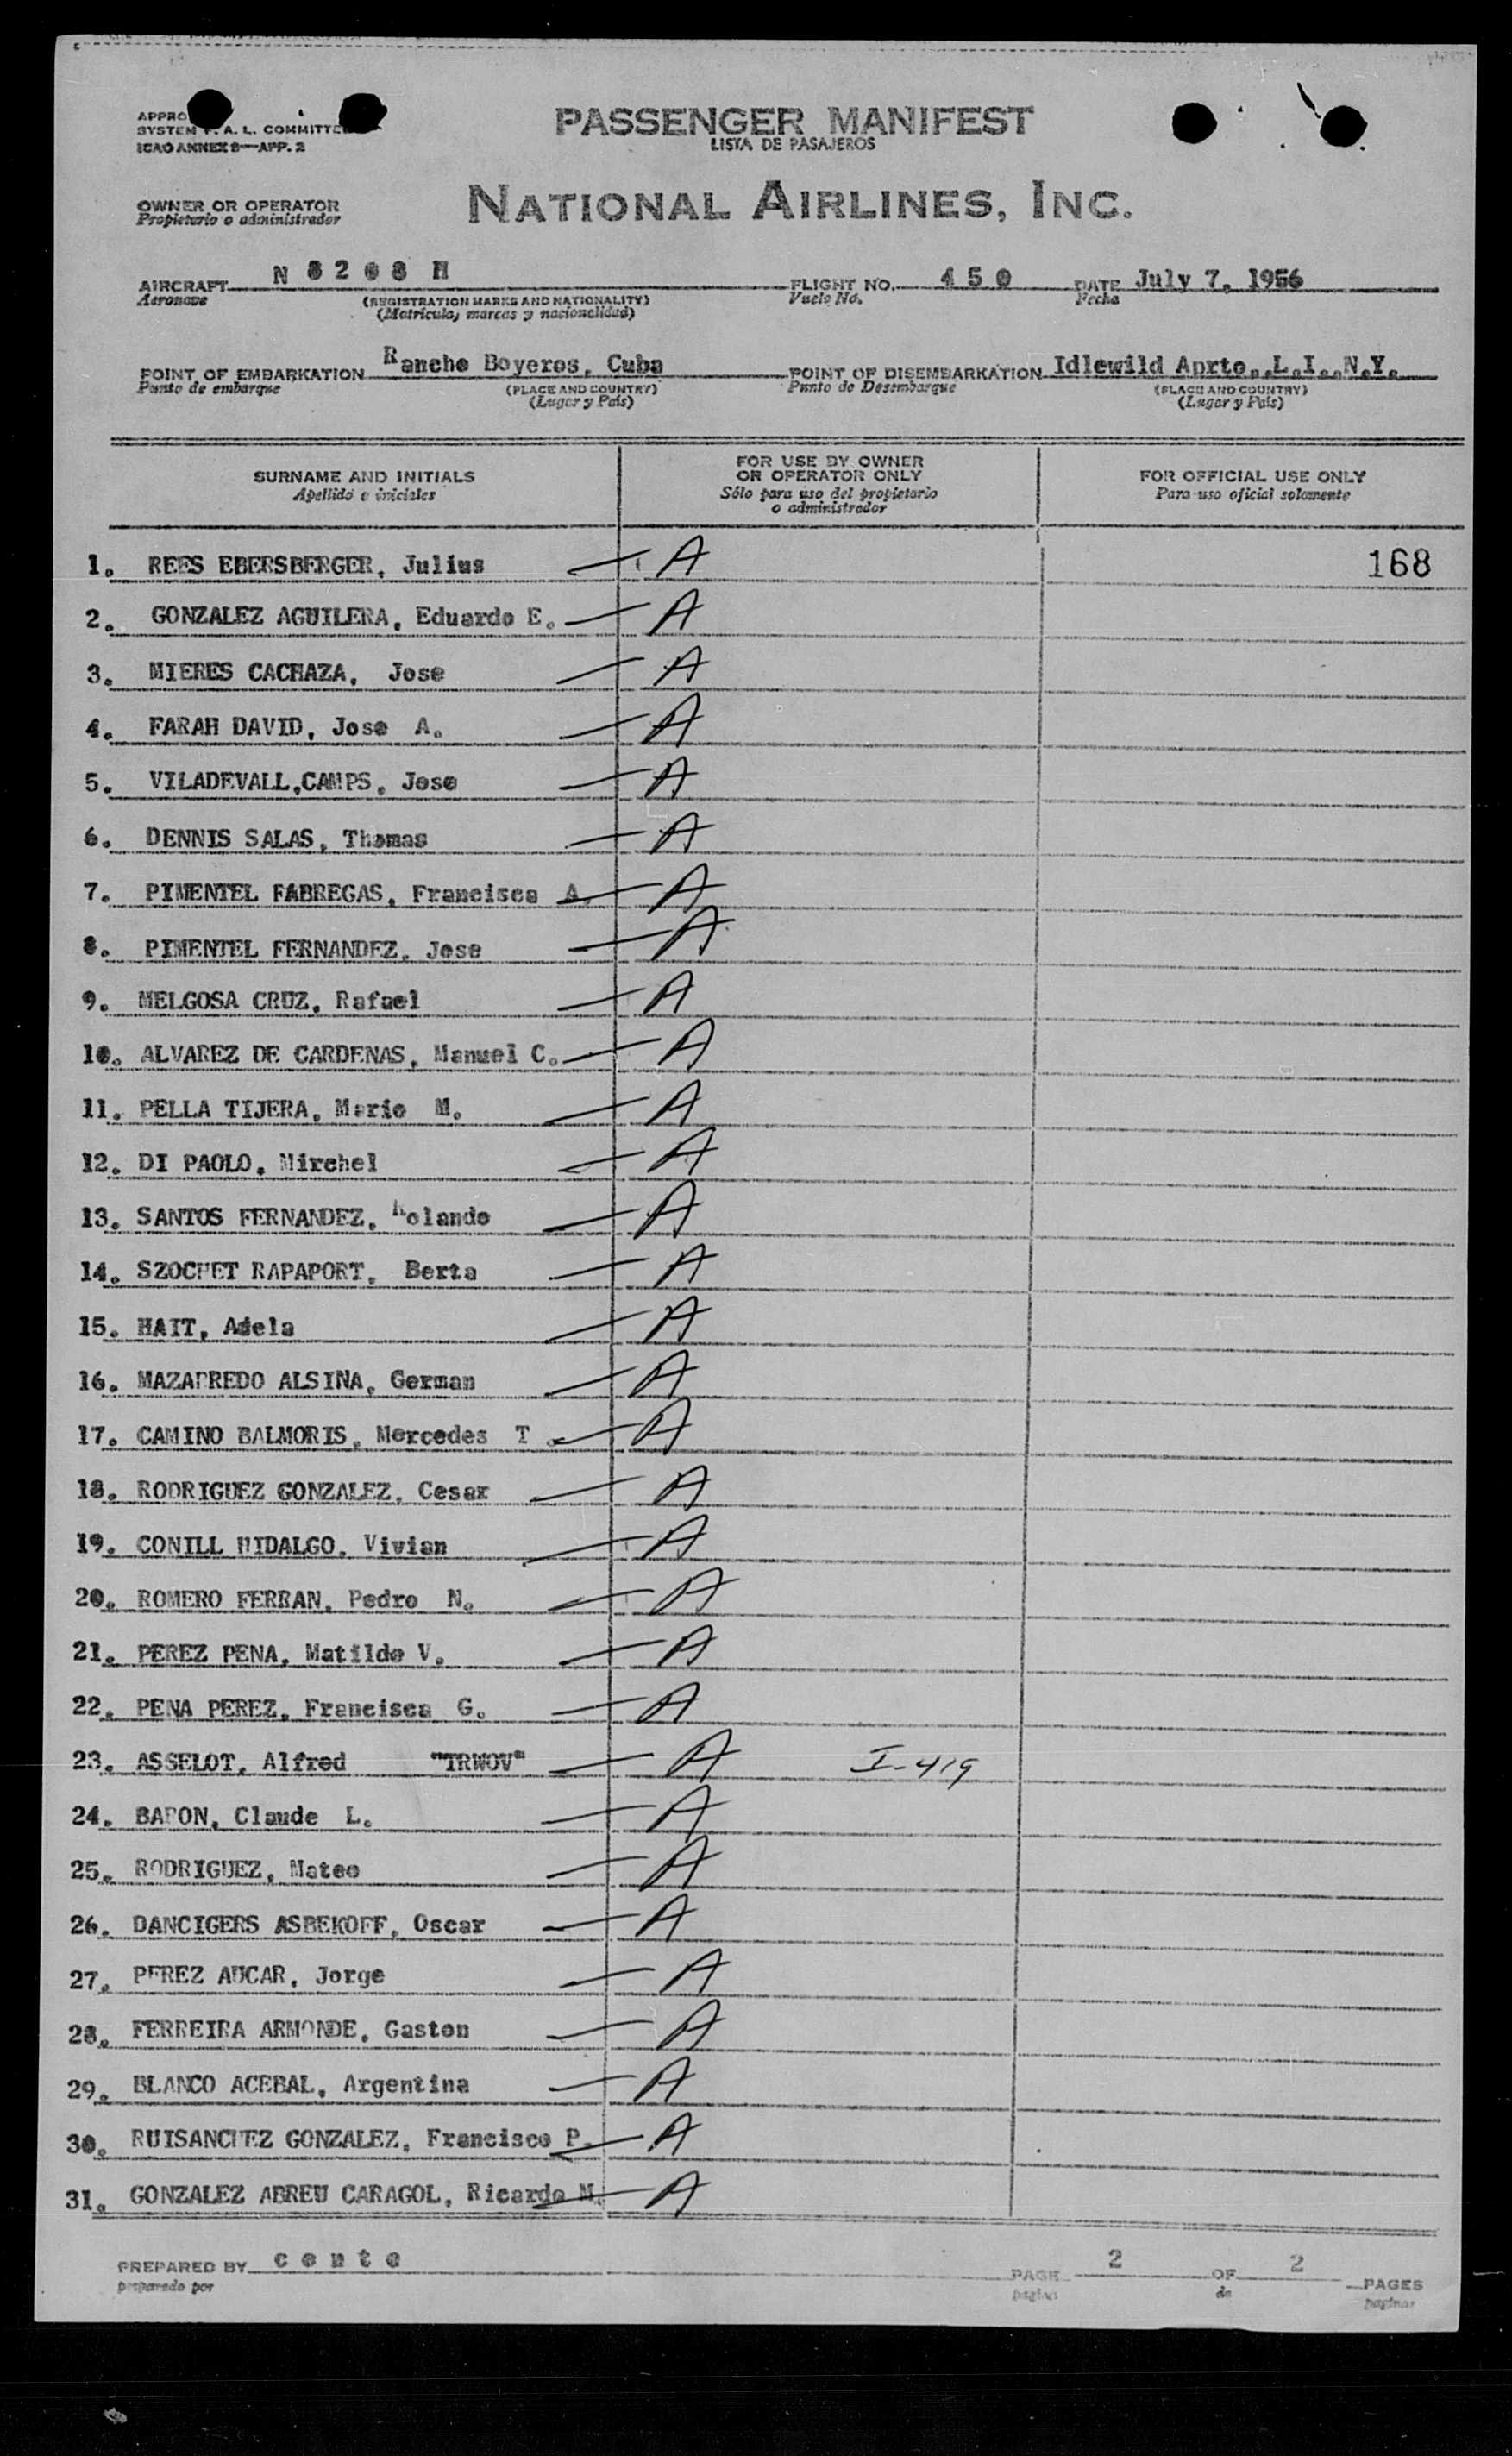 SYSTEM F. A. L. COMMITTEE
ICAO ANNEX 9—APP. 2
PASSENGER MANIFEST
LISTA DE PASAJEROS
OWNER OR OPERATOR
Propietario o administrador
NATIONAL AIRLINES, INC.
AIRCRAFT N 8 2 0 8 H FLIGHT NO. 4 5 0 DATE July 7, 1956
Aeronave (REGISTRATION MARKS AND NATIONALITY) Vuelo No. Fecha
(Matricula, marcas y nacionalidad)
POINT OF EMBARKATION Rancho Boyeros, Cuba POINT OF DISEMBARKATION Idlewild Aprto.,L.I.,N.Y.
Punto de embarque (PLACE AND COUNTRY) Punto de Desembarque (PLACE AND COUNTRY)
(Lugar y País) (Lugar y País)
SURNAME AND INITIALS
Apellido e iniciales
FOR USE BY OWNER
OR OPERATOR ONLY
Sólo para uso del propietario
o administrador
FOR OFFICIAL USE ONLY
Para uso oficial solamente
1. REES EBERSBERGER, Julius — A 168
2. GONZALEZ AGUILERA, Eduardo E. — A
3. MIERES CACHAZA, Jose — A
4. FARAH DAVID, Jose A. — A
5. VILADEVALL,CAMPS, Jose — A
6. DENNIS SALAS, Thomas — A
7. PIMENTEL FABREGAS, Francisca A. — A
8. PIMENTEL FERNANDEZ, Jose — A
9. MELGOSA CRUZ, Rafael — A
10. ALVAREZ DE CARDENAS, Manuel C. — A
11. PELLA TIJERA, Mario M. — A
12. DI PAOLO, Mirchel — A
13. SANTOS FERNANDEZ, Rolando — A
14. SZOCHET RAPAPORT, Berta — A
15. HAIT, Adela — A
16. MAZARREDO ALSINA, German — A
17. CAMINO BALMORIS, Mercedes T. — A
18. RODRIGUEZ GONZALEZ, Cesar — A
19. CONILL HIDALGO, Vivian — A
20. ROMERO FERRAN, Pedro N. — A
21. PEREZ PENA, Matilde V. — A
22. PENA PEREZ, Francisca G. — A
23. ASSELOT, Alfred "TRWOV" — A I-419
24. BARON, Claude L. — A
25. RODRIGUEZ, Mateo — A
26. DANCIGERS ASBEKOFF, Oscar — A
27. PEREZ AUCAR, Jorge — A
28. FERREIRA ARMONDE, Gaston — A
29. BLANCO ACEBAL, Argentina — A
30. RUISANCHEZ GONZALEZ, Francisco P. — A
31. GONZALEZ ABREU CARAGOL, Ricardo M. — A
PREPARED BY c o n t e PAGE 2 OF 2 PAGES
preparado por pagina de paginas